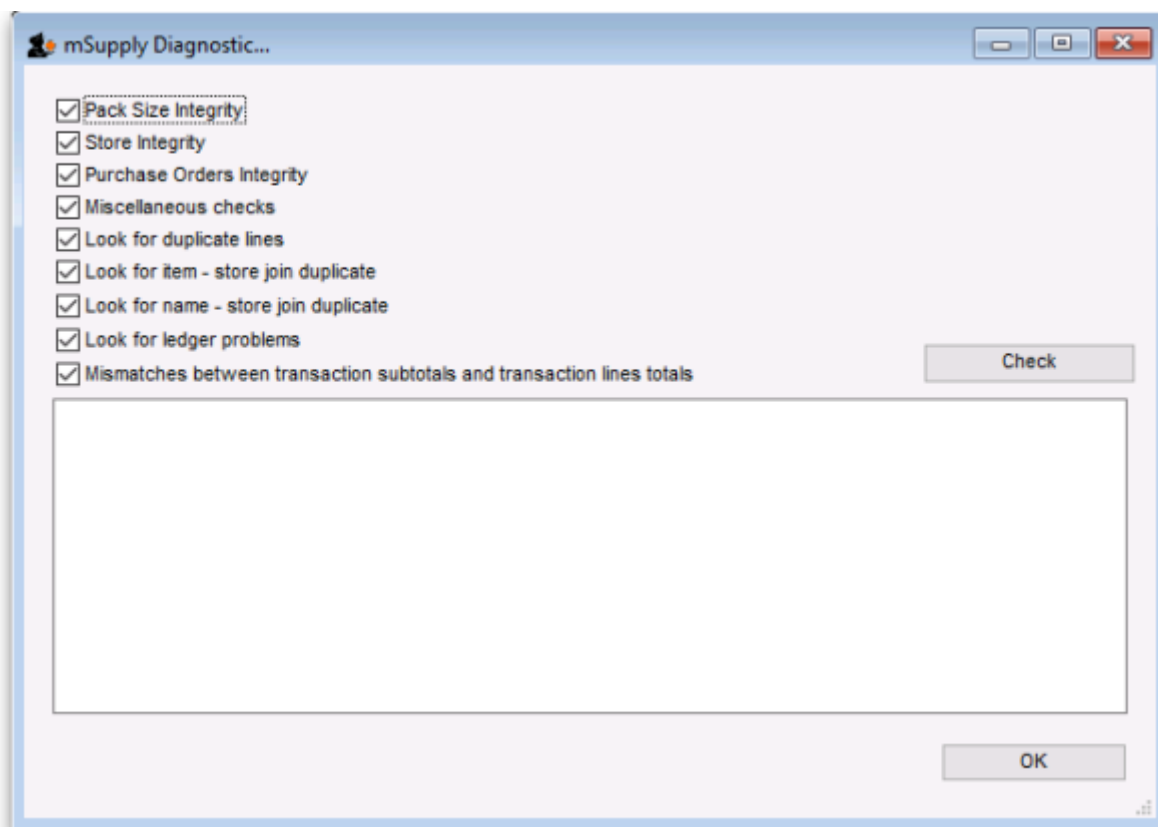 mSupply Diagnostic...
Pack Size Integrity
Store Integrity
Purchase Orders Integrity
Miscellaneous checks
Look for duplicate lines
Look for item - store join duplicate
Look for name - store join duplicate
Look for ledger problems
Mismatches between transaction subtotals and transaction lines totals
Check
OK